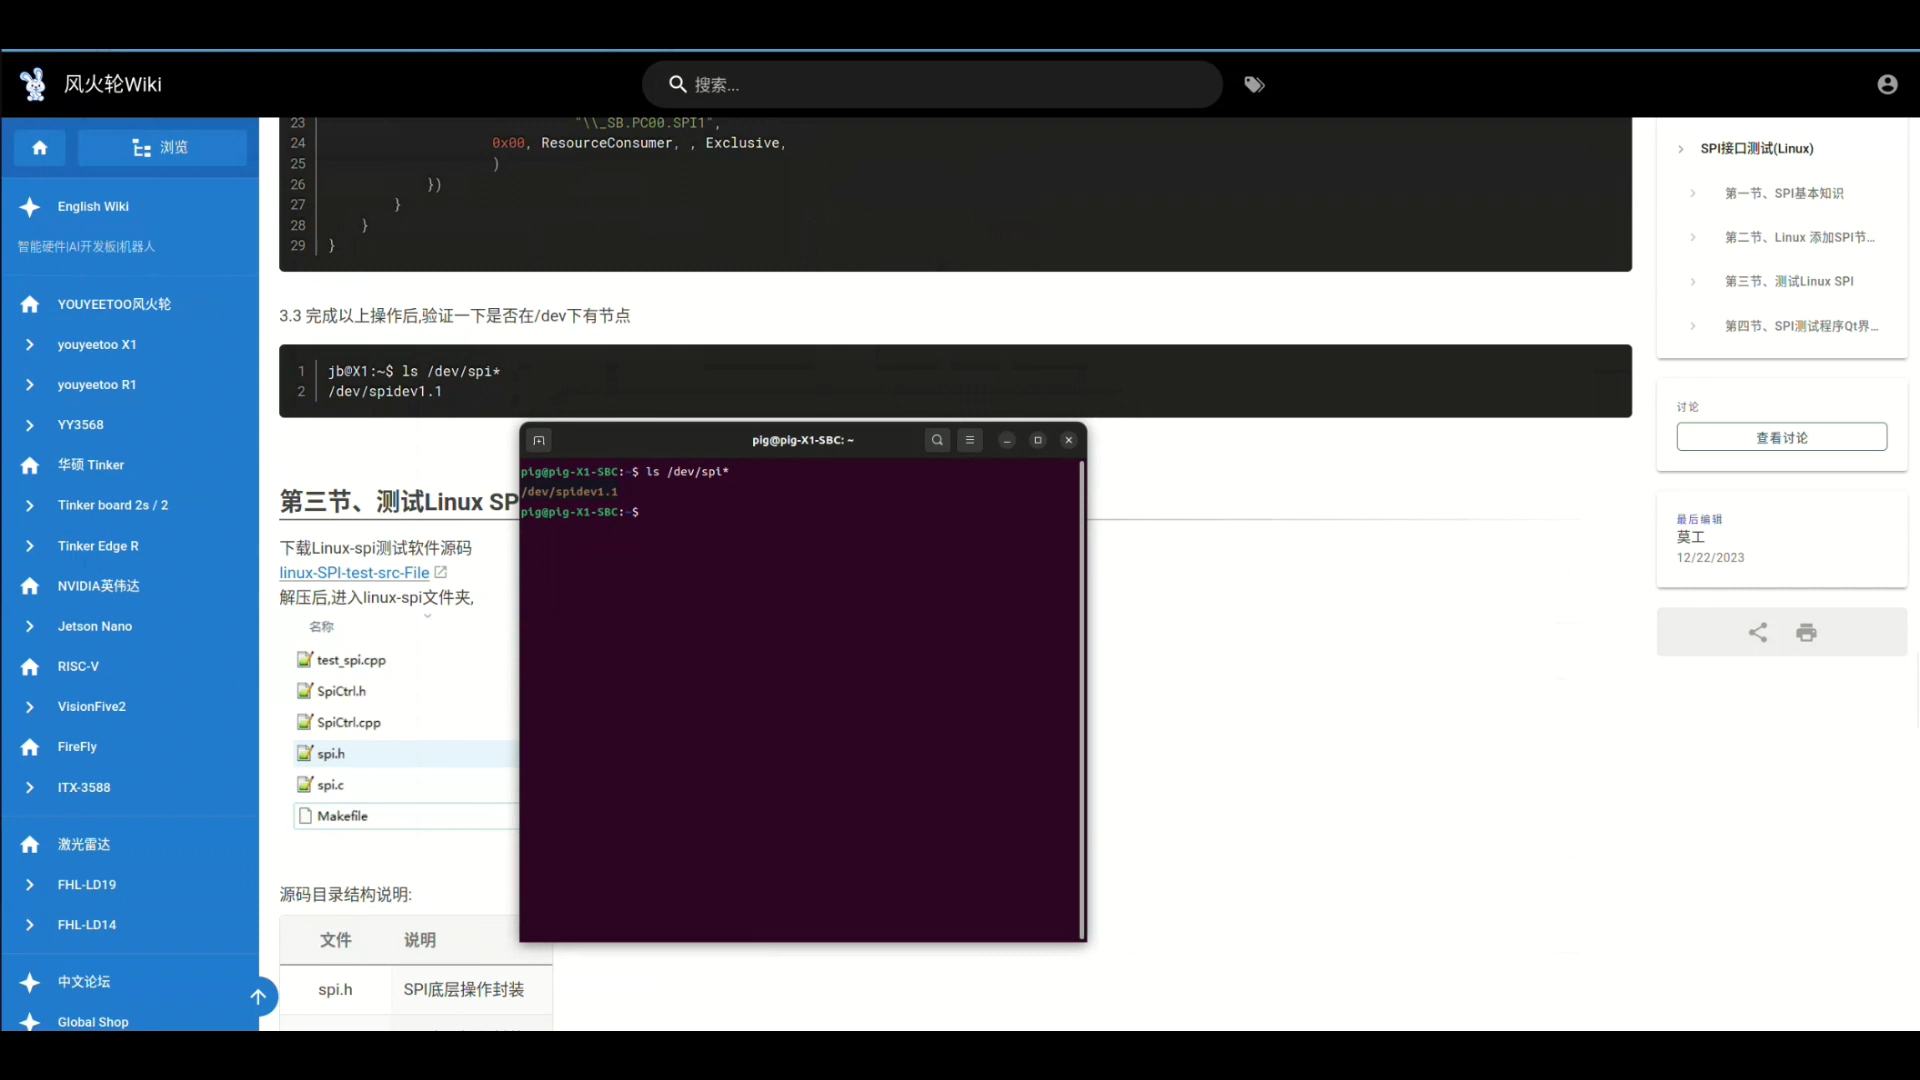 风火轮Wiki
搜索...
浏览
English Wiki
智能硬件|AI开发板|机器人
YOUYEETOO风火轮
youyeetoo X1
youyeetoo R1
YY3568
华硕 Tinker
Tinker board 2s / 2
Tinker Edge R
NVIDIA英伟达
Jetson Nano
RISC-V
VisionFive2
FireFly
ITX-3588
激光雷达
FHL-LD19
FHL-LD14
中文论坛
Global Shop
23 "\\_SB.PC00.SPI1",
24 0x00, ResourceConsumer, , Exclusive,
25 )
26 })
27 }
28 }
29 }
3.3 完成以上操作后,验证一下是否在/dev下有节点
1 jb@X1:~$ ls /dev/spi*
2 /dev/spidev1.1
第三节、测试Linux SP
下载Linux-spi测试软件源码
linux-SPI-test-src-File
解压后,进入linux-spi文件夹,
名称
test_spi.cpp
SpiCtrl.h
SpiCtrl.cpp
spi.h
spi.c
Makefile
源码目录结构说明:
文件 说明
spi.h SPI底层操作封装
pig@pig-X1-SBC: ~
pig@pig-X1-SBC:~$ ls /dev/spi*
/dev/spidev1.1
pig@pig-X1-SBC:~$
SPI接口测试(Linux)
第一节、SPI基本知识
第二节、Linux 添加SPI节...
第三节、测试Linux SPI
第四节、SPI测试程序Qt界...
讨论
查看讨论
最后编辑
莫工
12/22/2023